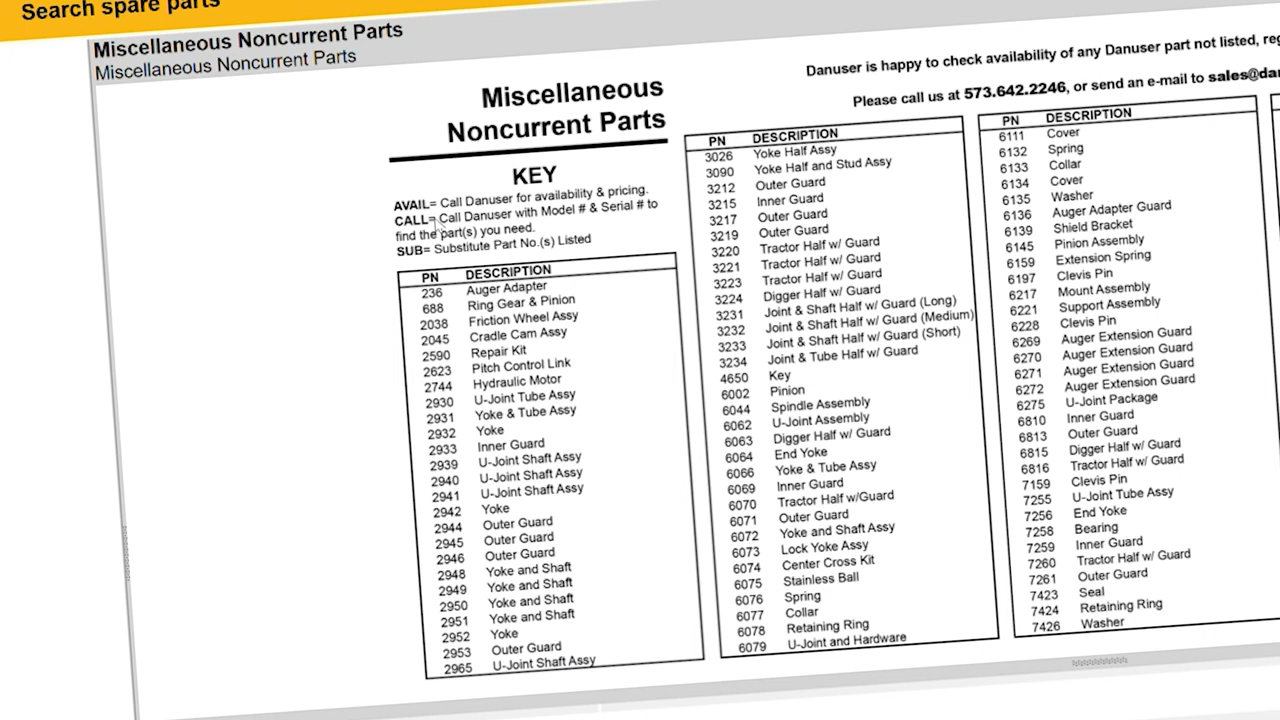 Search spare parts
Miscellaneous Noncurrent Parts
Miscellaneous Noncurrent Parts
Miscellaneous
Noncurrent Parts
KEY
AVAIL= Call Danuser for availability & pricing.
CALL= Call Danuser with Model # & Serial # to
find the part(s) you need.
SUB= Substitute Part No.(s) Listed
PN DESCRIPTION
236 Auger Adapter
688 Ring Gear & Pinion
2038 Friction Wheel Assy
2045 Cradle Cam Assy
2590 Repair Kit
2623 Pitch Control Link
2744 Hydraulic Motor
2930 U-Joint Tube Assy
2931 Yoke & Tube Assy
2932 Yoke
2933 Inner Guard
2939 U-Joint Shaft Assy
2940 U-Joint Shaft Assy
2941 U-Joint Shaft Assy
2942 Yoke
2944 Outer Guard
2945 Outer Guard
2946 Outer Guard
2948 Yoke and Shaft
2949 Yoke and Shaft
2950 Yoke and Shaft
2951 Yoke and Shaft
2952 Yoke
2953 Outer Guard
2965 U-Joint Shaft Assy
Danuser is happy to check availability of any Danuser part not listed,
Please call us at 573.642.2246, or send an e-mail to
PN DESCRIPTION
3026 Yoke Half Assy
3090 Yoke Half and Stud Assy
3212 Outer Guard
3215 Inner Guard
3217 Outer Guard
3219 Outer Guard
3220 Tractor Half w/ Guard
3221 Tractor Half w/ Guard
3223 Tractor Half w/ Guard
3224 Digger Half w/ Guard
3231 Joint & Shaft Half w/ Guard (Long)
3232 Joint & Shaft Half w/ Guard (Medium)
3233 Joint & Shaft Half w/ Guard (Short)
3234 Joint & Tube Half w/ Guard
4650 Key
6002 Pinion
6044 Spindle Assembly
6062 U-Joint Assembly
6063 Digger Half w/ Guard
6064 End Yoke
6066 Yoke & Tube Assy
6069 Inner Guard
6070 Tractor Half w/Guard
6071 Outer Guard
6072 Yoke and Shaft Assy
6073 Lock Yoke Assy
6074 Center Cross Kit
6075 Stainless Ball
6076 Spring
6077 Collar
6078 Retaining Ring
6079 U-Joint and Hardware
PN DESCRIPTION
6111 Cover
6132 Spring
6133 Collar
6134 Cover
6135 Washer
6136 Auger Adapter Guard
6139 Shield Bracket
6145 Pinion Assembly
6159 Extension Spring
6197 Clevis Pin
6217 Mount Assembly
6221 Support Assembly
6228 Clevis Pin
6269 Auger Extension Guard
6270 Auger Extension Guard
6271 Auger Extension Guard
6272 Auger Extension Guard
6275 U-Joint Package
6810 Inner Guard
6813 Outer Guard
6815 Digger Half w/ Guard
6816 Tractor Half w/ Guard
7159 Clevis Pin
7255 U-Joint Tube Assy
7256 End Yoke
7258 Bearing
7259 Inner Guard
7260 Tractor Half w/ Guard
7261 Outer Guard
7423 Seal
7424 Retaining Ring
7426 Washer